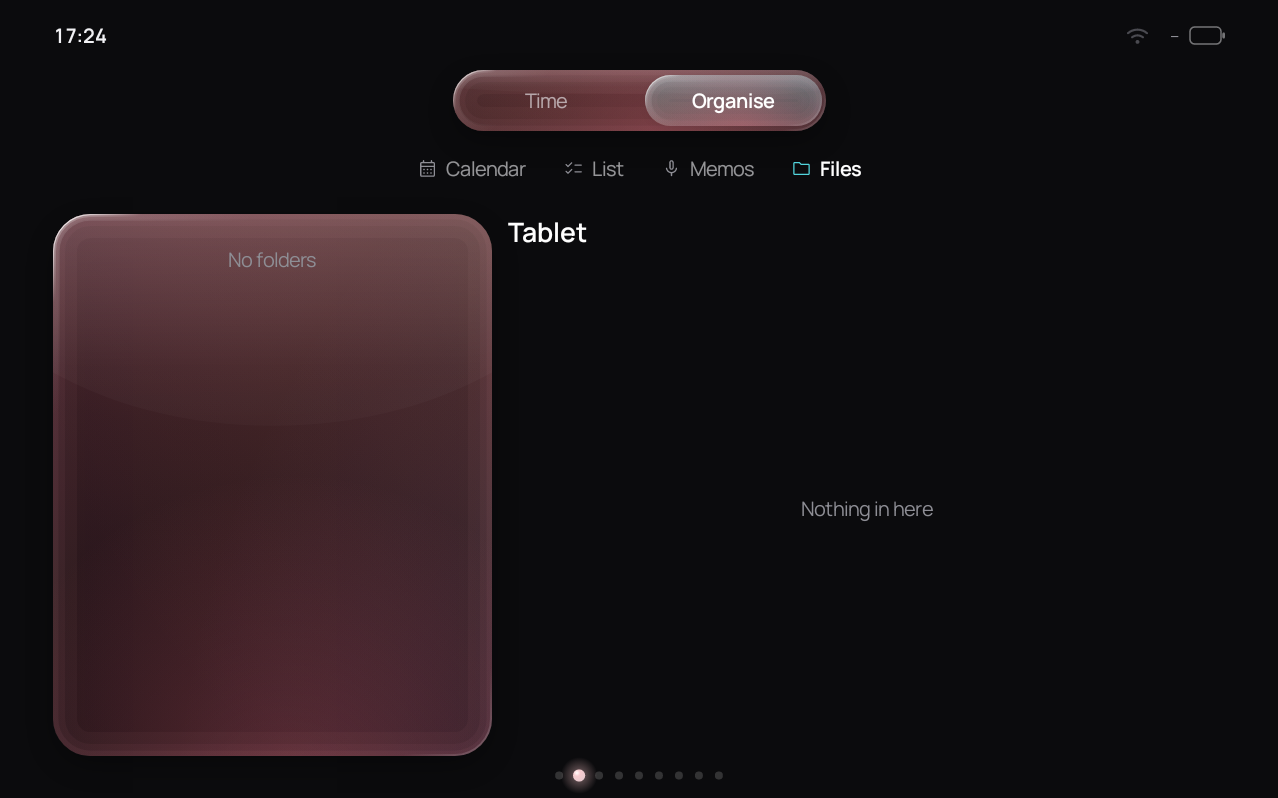 17:24
–
Time
Organise
Calendar
List
Memos
Files
No folders
Tablet
Nothing in here